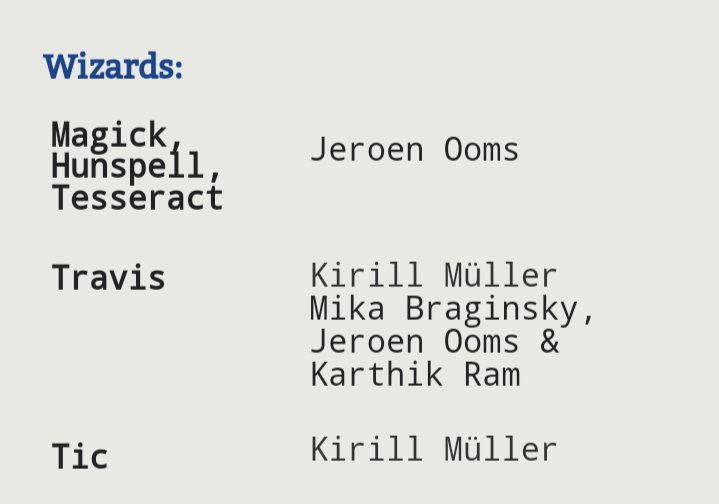 Wizards:
Magick,
Hunspell,
Tesseract
Jeroen Ooms
Travis
Kirill Müller
Mika Braginsky,
Jeroen Ooms &
Karthik Ram
Tic
Kirill Müller